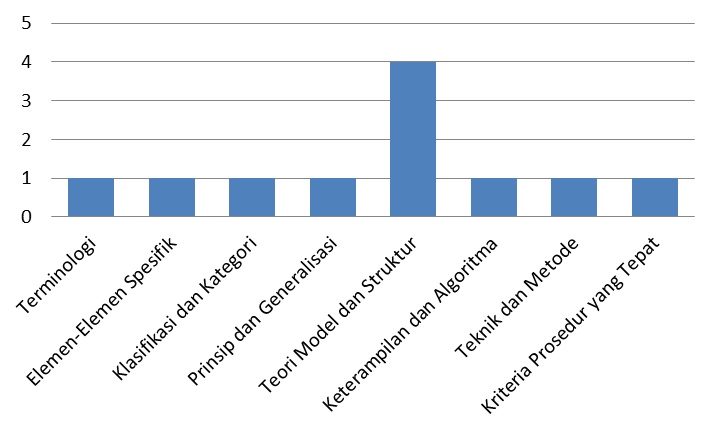 5
4
3
2
1
0
Terminologi
Elemen-Elemen Spesifik
Klasifikasi dan Kategori
Prinsip dan Generalisasi
Teori Model dan Struktur
Keterampilan dan Algoritma
Teknik dan Metode
Kriteria Prosedur yang Tepat